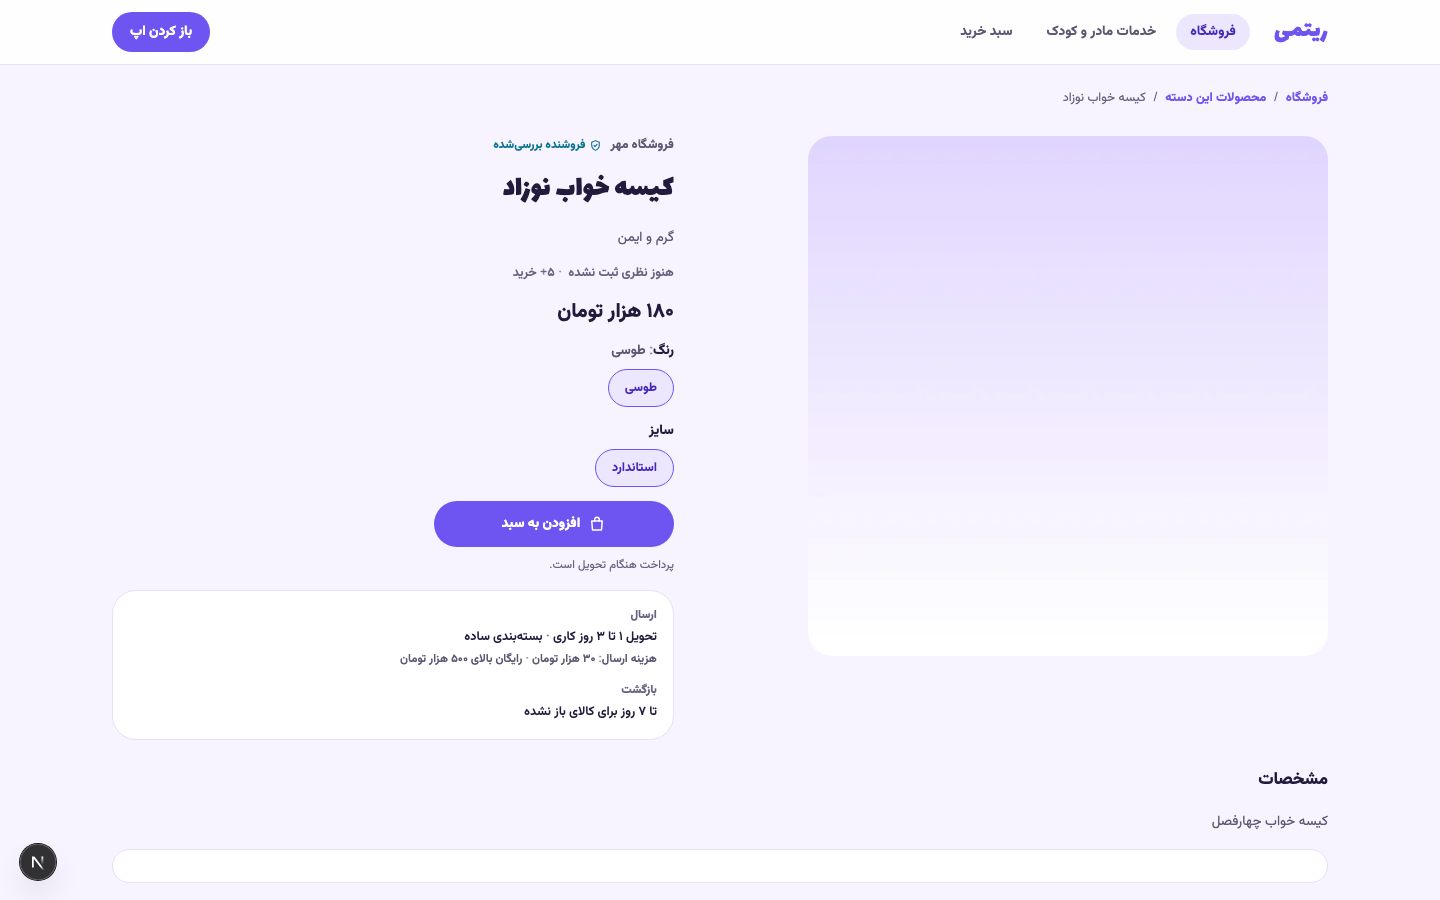 ریتمی
فروشگاه
خدمات مادر و کودک
سبد خرید
باز کردن اپ
فروشگاه / محصولات این دسته / کیسه خواب نوزاد
فروشگاه مهر فروشنده بررسی‌شده
کیسه خواب نوزاد
گرم و ایمن
هنوز نظری ثبت نشده · ۵+ خرید
۱۸۰ هزار تومان
رنگ: طوسی
طوسی
سایز
استاندارد
افزودن به سبد
پرداخت هنگام تحویل است.
ارسال
تحویل ۱ تا ۳ روز کاری · بسته‌بندی ساده
هزینه ارسال: ۳۰ هزار تومان · رایگان بالای ۵۰۰ هزار تومان
بازگشت
تا ۷ روز برای کالای باز نشده
مشخصات
کیسه خواب چهارفصل
N